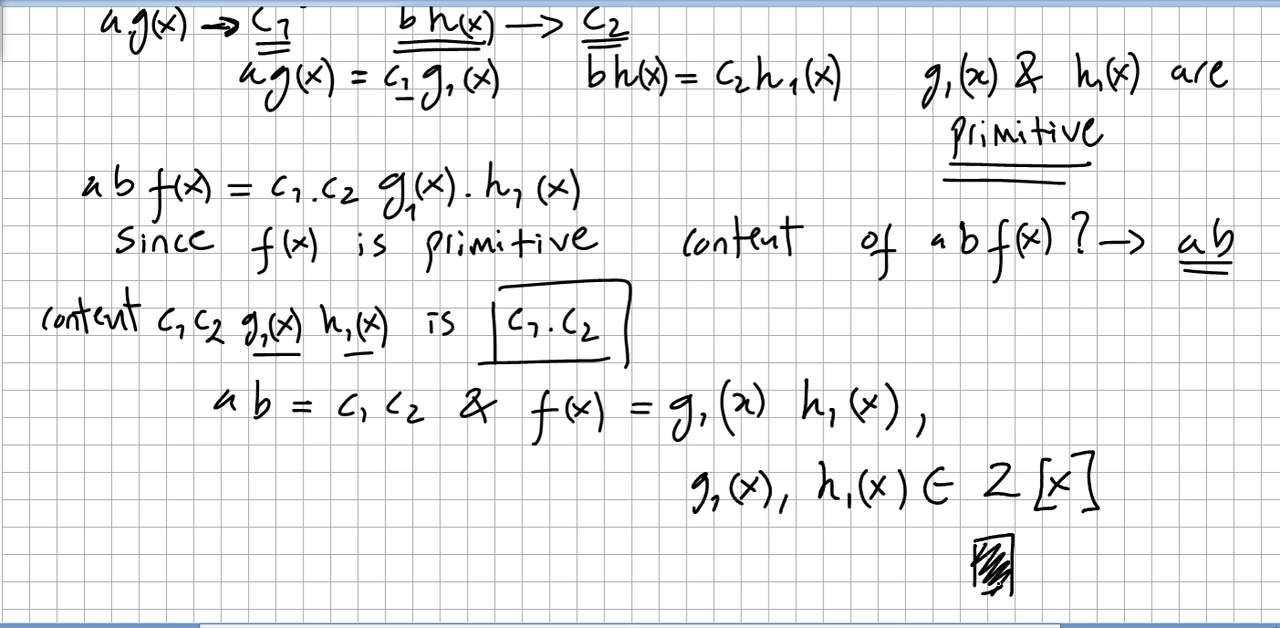 a g(x) → c₁ b h(x) → c₂
a g(x) = c₁ g₁(x) b h(x) = c₂ h₁(x) g₁(x) & h₁(x) are
primitive
a b f(x) = c₁.c₂ g₁(x). h₁(x)
since f(x) is primitive content of a b f(x) ? → ab
content c₁ c₂ g₁(x) h₁(x) is c₁.c₂
a b = c₁ c₂ & f(x) = g₁(x) h₁(x),
g₁(x), h₁(x) ∈ Z [x]